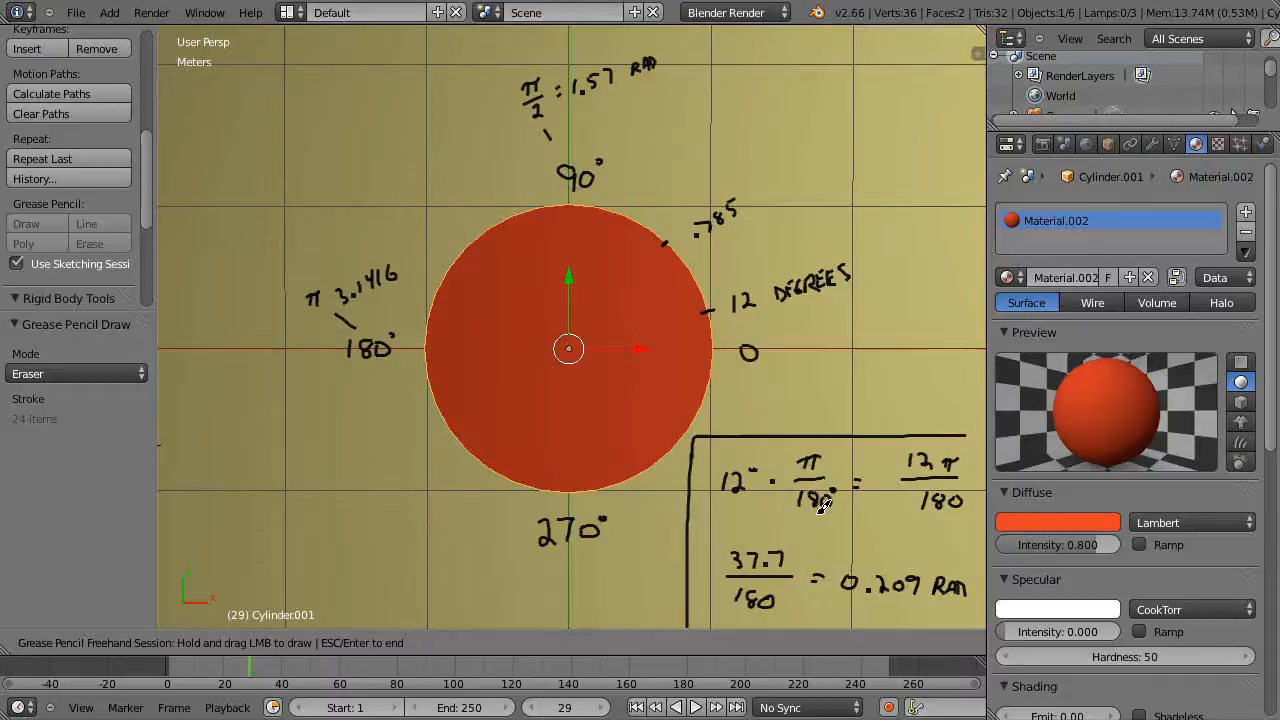 File Add Render Window Help Default Scene Blender Render v2.66 | Verts:36 | Faces:2 | Tris:32 | Objects:1/6 | Lamps:0/3 | Mem:13.74M (0.53M) | Cy
Keyframes:
Insert Remove
Motion Paths:
Calculate Paths
Clear Paths
Repeat:
Repeat Last
History...
Grease Pencil:
Draw Line
Poly Erase
Use Sketching Sessi
Rigid Body Tools
Grease Pencil Draw
Mode
Eraser
Stroke
24 items
User Persp
Meters
π/2 = 1.57 RAD
90°
.785
12 DEGREES
0
π 3.1416
180°
270°
12° · π/180° = 12π/180
37.7/180 = 0.209 RAD
(29) Cylinder.001
Grease Pencil Freehand Session: Hold and drag LMB to draw | ESC/Enter to end
View Search All Scenes
Scene
RenderLayers
World
Cylinder.001 Material.002
Material.002
Material.002 F Data
Surface Wire Volume Halo
Preview
Diffuse
Lambert
Intensity: 0.800 Ramp
Specular
CookTorr
Intensity: 0.000 Ramp
Hardness: 50
Shading
Emit: 0.00 Shadeless
-40 -20 0 20 40 60 80 100 120 140 160 180 200 220 240 260
View Marker Frame Playback Start: 1 End: 250 29 No Sync